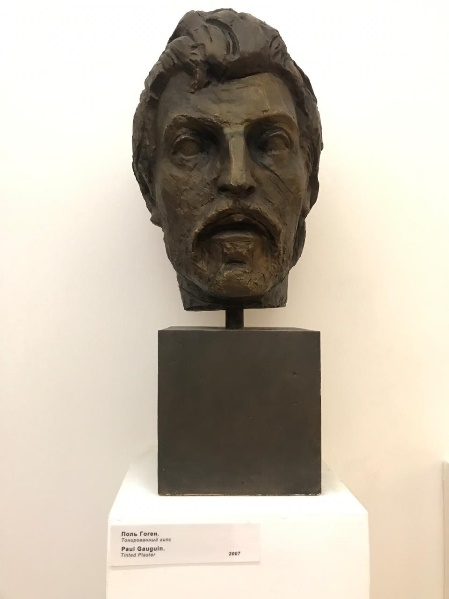 Поль Гоген.
Тонированный гипс
Paul Gauguin.
Tinted Plaster 2007